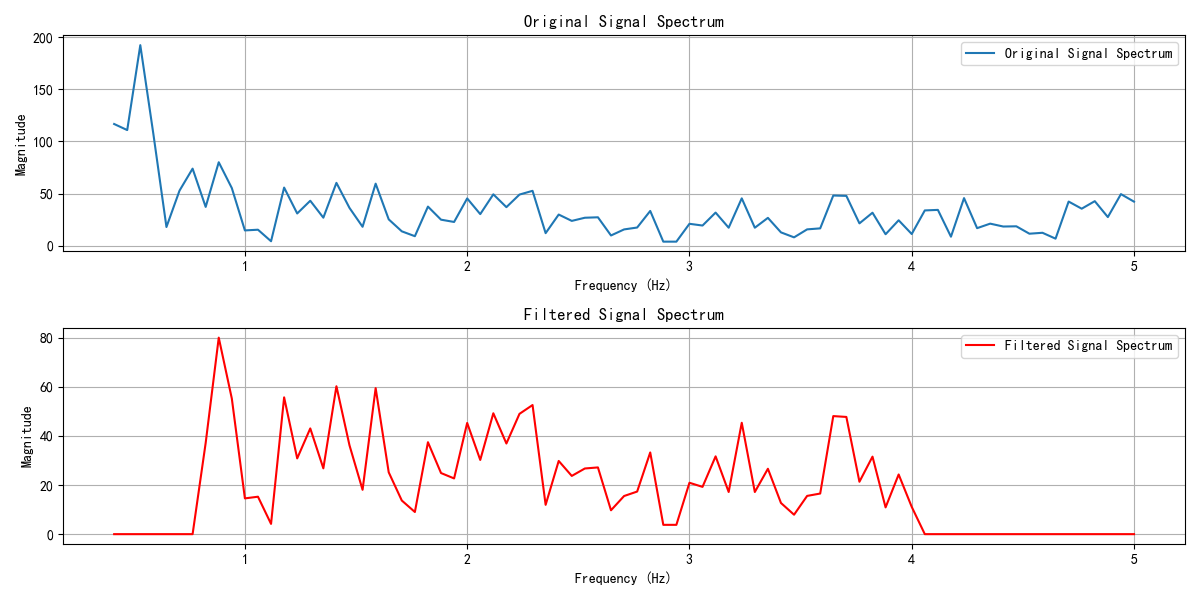 Original Signal Spectrum
200
150
100
50
0
Magnitude
Original Signal Spectrum
1 2 3 4 5
Frequency (Hz)
Filtered Signal Spectrum
80
60
40
20
0
Magnitude
Filtered Signal Spectrum
1 2 3 4 5
Frequency (Hz)